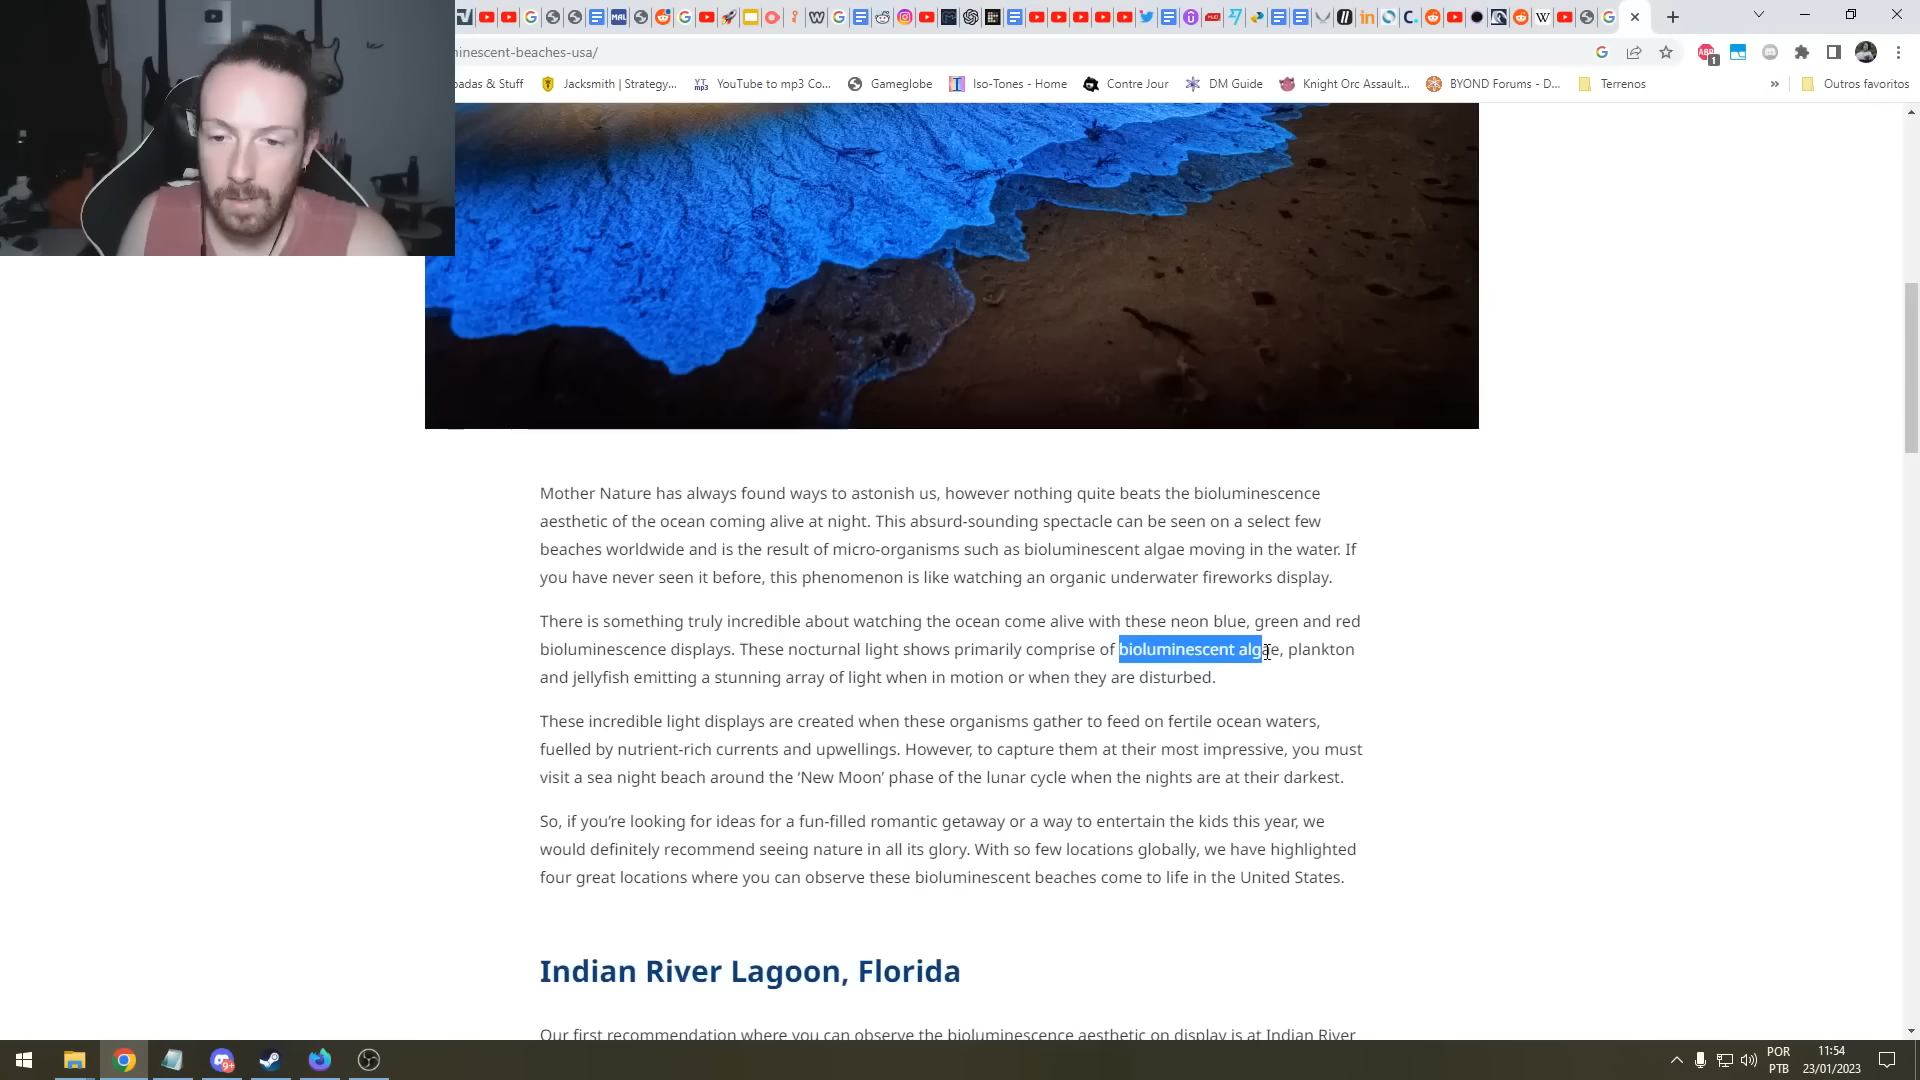 inescent-beaches-usa/
1
padas & Stuff
Jacksmith | Strategy...
YouTube to mp3 Co...
Gameglobe
Iso-Tones - Home
Contre Jour
DM Guide
Knight Orc Assault...
BYOND Forums - D...
Terrenos
»
Outros favoritos
Mother Nature has always found ways to astonish us, however nothing quite beats the bioluminescence
aesthetic of the ocean coming alive at night. This absurd-sounding spectacle can be seen on a select few
beaches worldwide and is the result of micro-organisms such as bioluminescent algae moving in the water. If
you have never seen it before, this phenomenon is like watching an organic underwater fireworks display.
There is something truly incredible about watching the ocean come alive with these neon blue, green and red
bioluminescence displays. These nocturnal light shows primarily comprise of bioluminescent algae, plankton
and jellyfish emitting a stunning array of light when in motion or when they are disturbed.
These incredible light displays are created when these organisms gather to feed on fertile ocean waters,
fuelled by nutrient-rich currents and upwellings. However, to capture them at their most impressive, you must
visit a sea night beach around the ‘New Moon’ phase of the lunar cycle when the nights are at their darkest.
So, if you’re looking for ideas for a fun-filled romantic getaway or a way to entertain the kids this year, we
would definitely recommend seeing nature in all its glory. With so few locations globally, we have highlighted
four great locations where you can observe these bioluminescent beaches come to life in the United States.
Indian River Lagoon, Florida
Our first recommendation where you can observe the bioluminescence aesthetic on display is at Indian River
9+
POR
PTB
11:54
23/01/2023